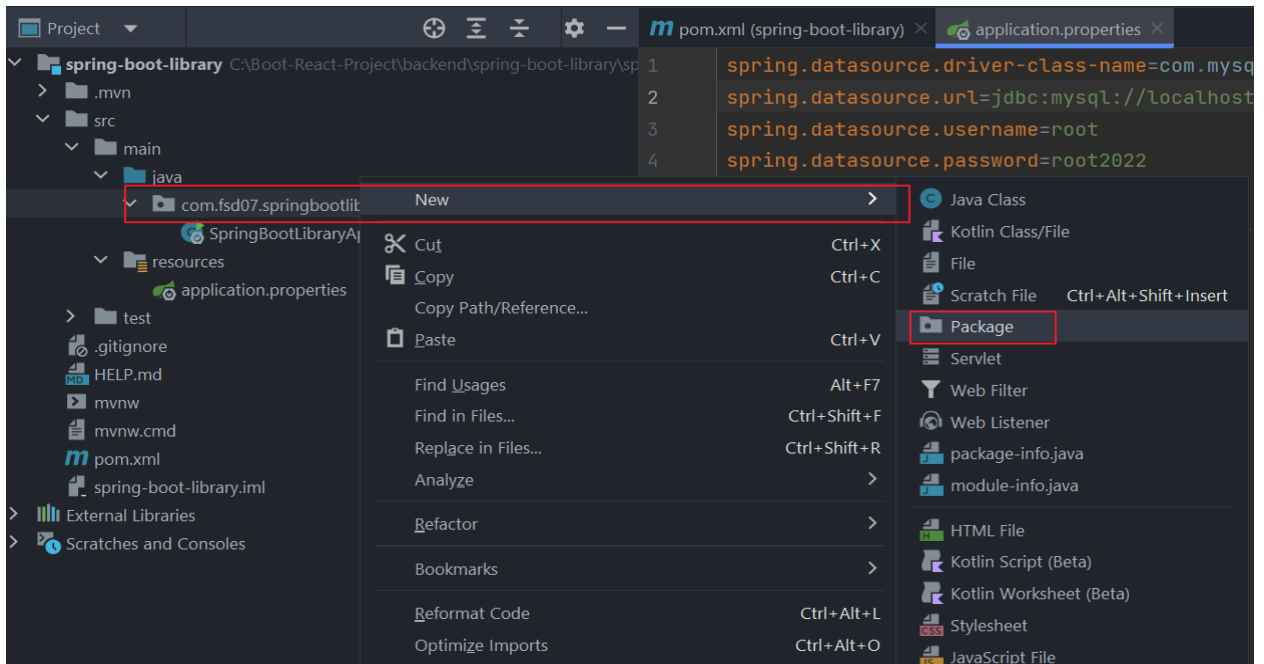 Project
pom.xml (spring-boot-library)
application.properties
spring-boot-library C:\Boot-React-Project\backend\spring-boot-library\sp
.mvn
src
main
java
com.fsd07.springbootlib
SpringBootLibraryAp
resources
application.properties
test
.gitignore
HELP.md
mvnw
mvnw.cmd
pom.xml
spring-boot-library.iml
External Libraries
Scratches and Consoles
1 spring.datasource.driver-class-name=com.mysq
2 spring.datasource.url=jdbc:mysql://localhost
3 spring.datasource.username=root
4 spring.datasource.password=root2022
New
Cut Ctrl+X
Copy Ctrl+C
Copy Path/Reference...
Paste Ctrl+V
Find Usages Alt+F7
Find in Files... Ctrl+Shift+F
Replace in Files... Ctrl+Shift+R
Analyze
Refactor
Bookmarks
Reformat Code Ctrl+Alt+L
Optimize Imports Ctrl+Alt+O
Java Class
Kotlin Class/File
File
Scratch File Ctrl+Alt+Shift+Insert
Package
Servlet
Web Filter
Web Listener
package-info.java
module-info.java
HTML File
Kotlin Script (Beta)
Kotlin Worksheet (Beta)
Stylesheet
JavaScript File